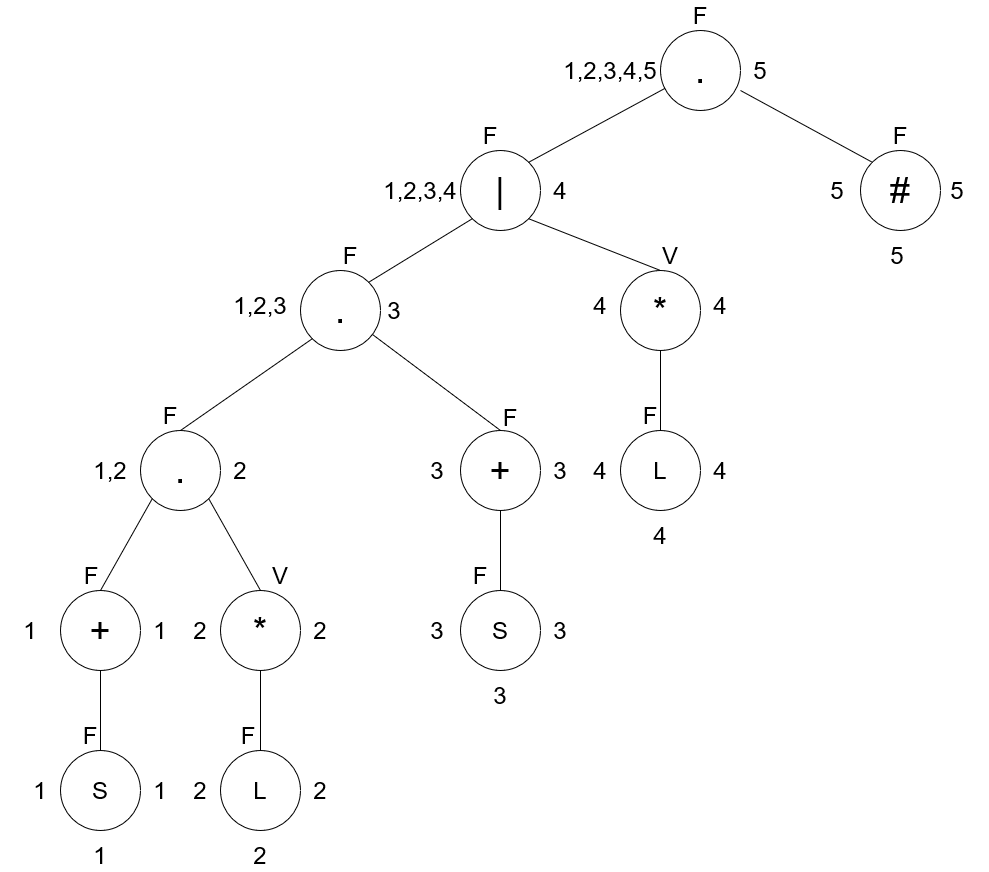 F
1,2,3,4,5 . 5
F F
1,2,3,4 | 4 5 # 5
5
F V
1,2,3 . 3 4 * 4
F F F
1,2 . 2 3 + 3 4 L 4
4
F V F
1 + 1 2 * 2 3 S 3
3
F F
1 S 1 2 L 2
1 2